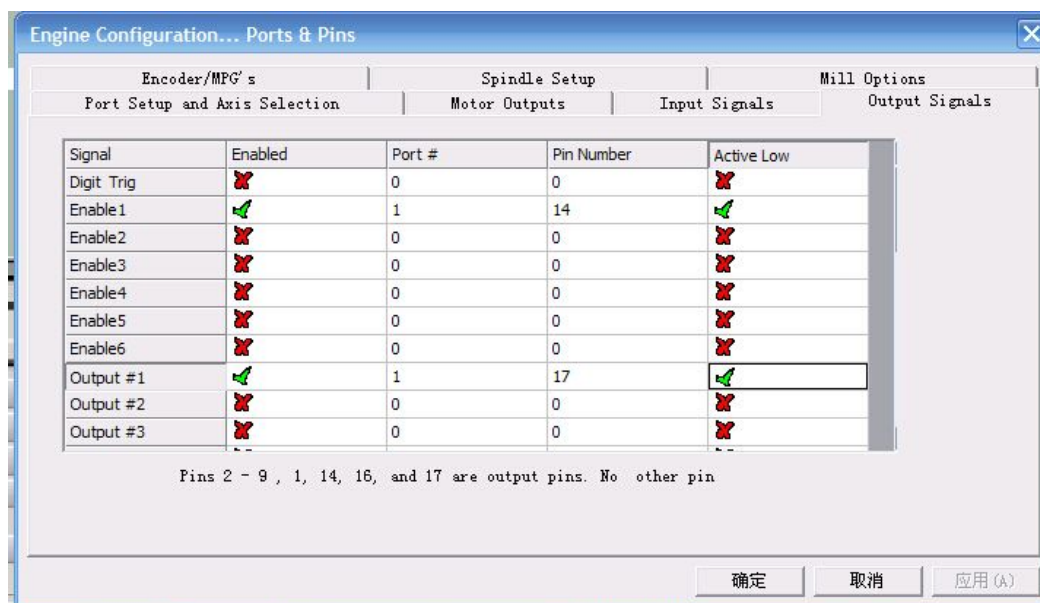 Engine Configuration... Ports & Pins
Encoder/MPG's Spindle Setup Mill Options
Port Setup and Axis Selection Motor Outputs Input Signals Output Signals
Signal Enabled Port # Pin Number Active Low
Digit Trig 0 0
Enable1 1 14
Enable2 0 0
Enable3 0 0
Enable4 0 0
Enable5 0 0
Enable6 0 0
Output #1 1 17
Output #2 0 0
Output #3 0 0
Pins 2 - 9 , 1, 14, 16, and 17 are output pins. No other pin
确定 取消 应用(A)